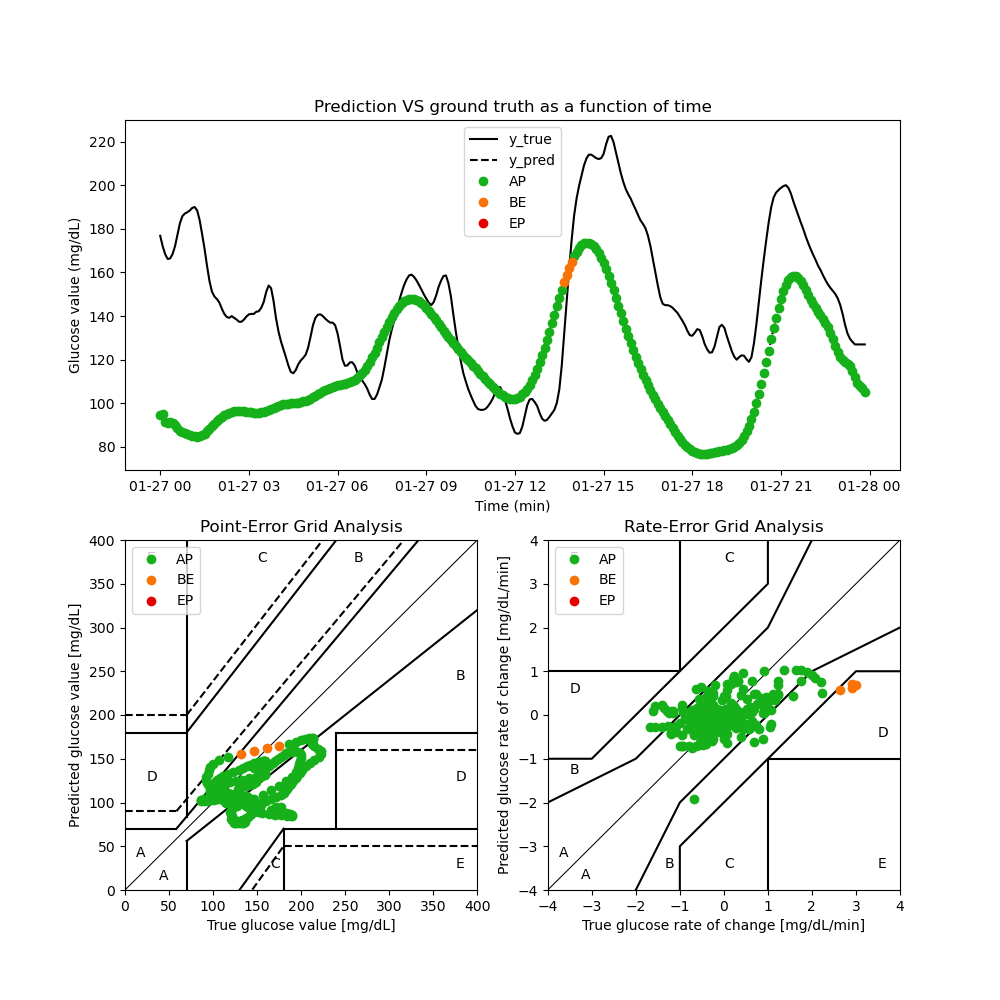 Prediction VS ground truth as a function of time
Glucose value (mg/dL)
220
200
180
160
140
120
100
80
y_true
y_pred
AP
BE
EP
01-27 00 01-27 03 01-27 06 01-27 09 01-27 12 01-27 15 01-27 18 01-27 21 01-28 00
Time (min)
Point-Error Grid Analysis
Predicted glucose value [mg/dL]
400
350
300
250
200
150
100
50
0
AP
BE
EP
C
B
B
D
D
A
A
C
E
0 50 100 150 200 250 300 350 400
True glucose value [mg/dL]
Rate-Error Grid Analysis
Predicted glucose rate of change [mg/dL/min]
4
3
2
1
0
−1
−2
−3
−4
AP
BE
EP
C
D
D
B
A
A
B
C
E
−4 −3 −2 −1 0 1 2 3 4
True glucose rate of change [mg/dL/min]